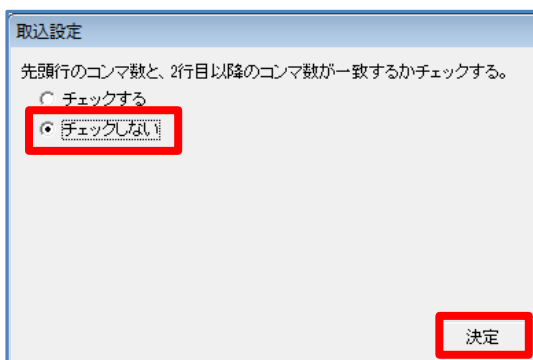 取込設定
先頭行のコンマ数と、2行目以降のコンマ数が一致するかチェックする。
チェックする
チェックしない
決定